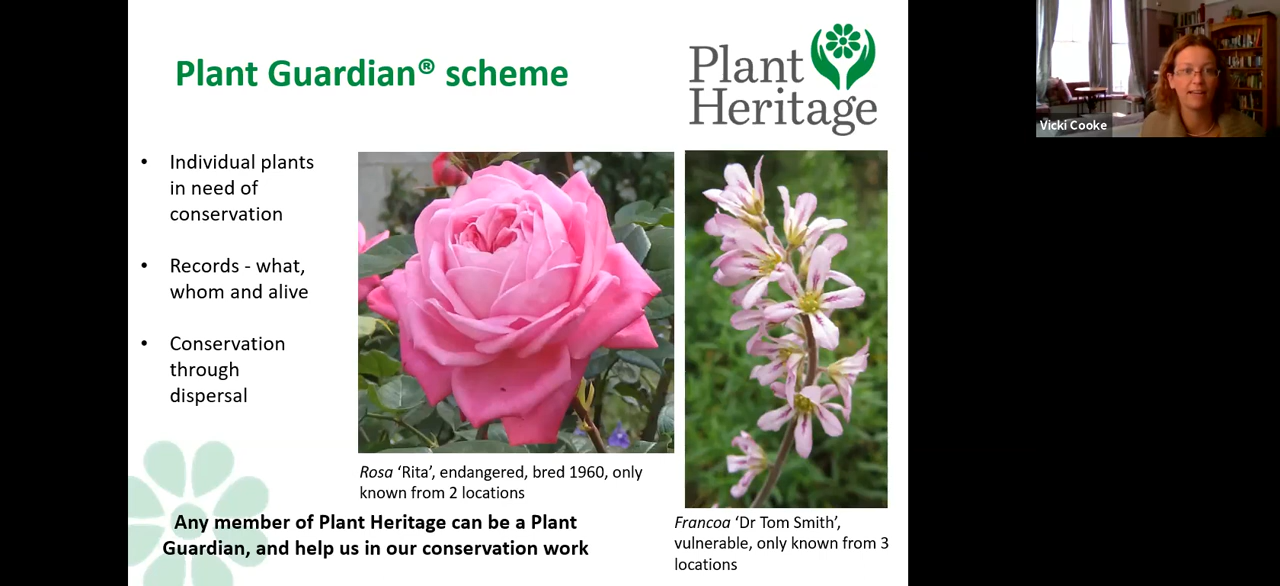 Plant Guardian® scheme
Plant
Heritage
Vicki Cooke
• Individual plants
in need of
conservation
• Records - what,
whom and alive
• Conservation
through
dispersal
Rosa ‘Rita’, endangered, bred 1960, only
known from 2 locations
Any member of Plant Heritage can be a Plant
Guardian, and help us in our conservation work
Francoa ‘Dr Tom Smith’,
vulnerable, only known from 3
locations